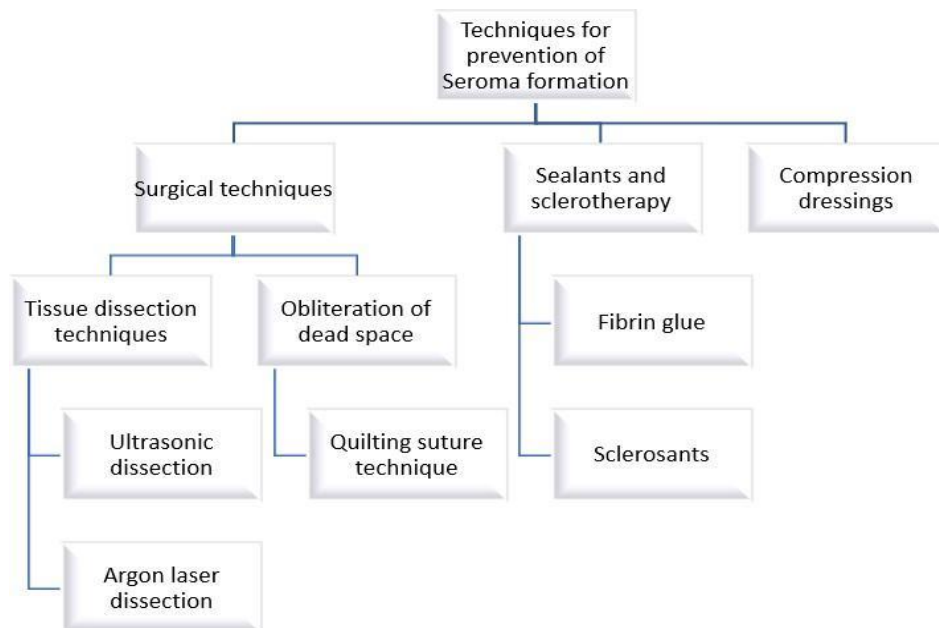 Techniques for
prevention of
Seroma formation
Surgical techniques
Sealants and
sclerotherapy
Compression
dressings
Tissue dissection
techniques
Obliteration of
dead space
Fibrin glue
Ultrasonic
dissection
Quilting suture
technique
Sclerosants
Argon laser
dissection